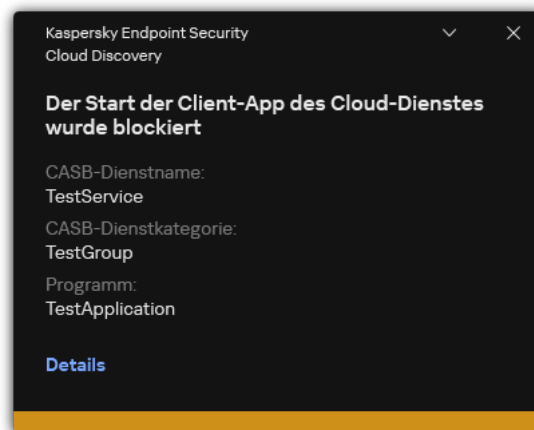 Kaspersky Endpoint Security
Cloud Discovery
Der Start der Client-App des Cloud-Dienstes
wurde blockiert
CASB-Dienstname:
TestService
CASB-Dienstkategorie:
TestGroup
Programm:
TestApplication
Details